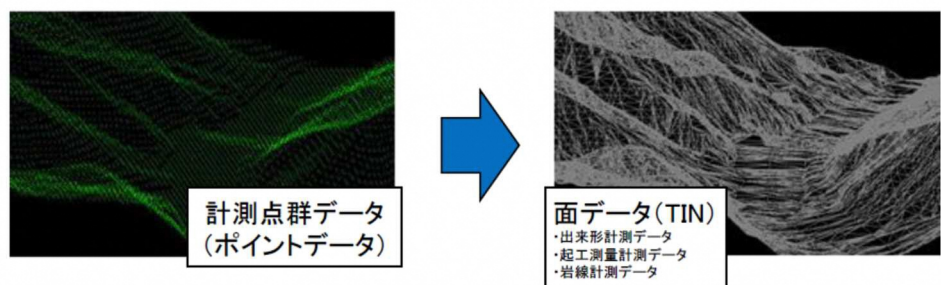 計測点群データ
(ポイントデータ)
面データ(TIN)
・出来形計測データ
・起工測量計測データ
・岩線計測データ